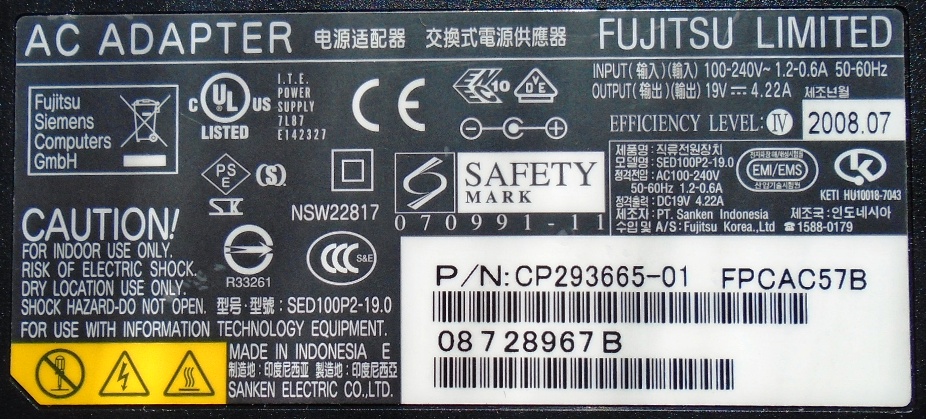 AC ADAPTER 电源适配器 交換式電源供應器 FUJITSU LIMITED
INPUT(输入)(輸入) 100-240V~ 1.2-0.6A 50-60Hz
OUTPUT(输出)(輸出) 19V ⎓ 4.22A 제조년월
EFFICIENCY LEVEL: IV 2008.07
Fujitsu
Siemens
Computers
GmbH
C UL US
LISTED
I.T.E.
POWER
SUPPLY
7L87
E142327
CE
EN 10
VDE
PS
E
S
NSW22817
SAFETY
MARK
070991-11
제품명: 직류전원장치
모델명: SED100P2-19.0
정격전압: AC100-240V
50-60Hz 1.2-0.6A
정격출력: DC19V 4.22A
제조자: PT. Sanken Indonesia 제조국: 인도네시아
수입 및 A/S: Fujitsu Korea.,Ltd ☎1588-0179
EMI/EMS
KETI HU10018-7043
CAUTION!
FOR INDOOR USE ONLY.
RISK OF ELECTRIC SHOCK.
DRY LOCATION USE ONLY.
SHOCK HAZARD-DO NOT OPEN.
R33261
CCC S&E
型号·型號: SED100P2-19.0
FOR USE WITH INFORMATION TECHNOLOGY EQUIPMENT.
MADE IN INDONESIA E
制造地: 印度尼西亚 製造地: 印度尼西亞
SANKEN ELECTRIC CO.,LTD.
P/N: CP293665-01 FPCAC57B
08728967B